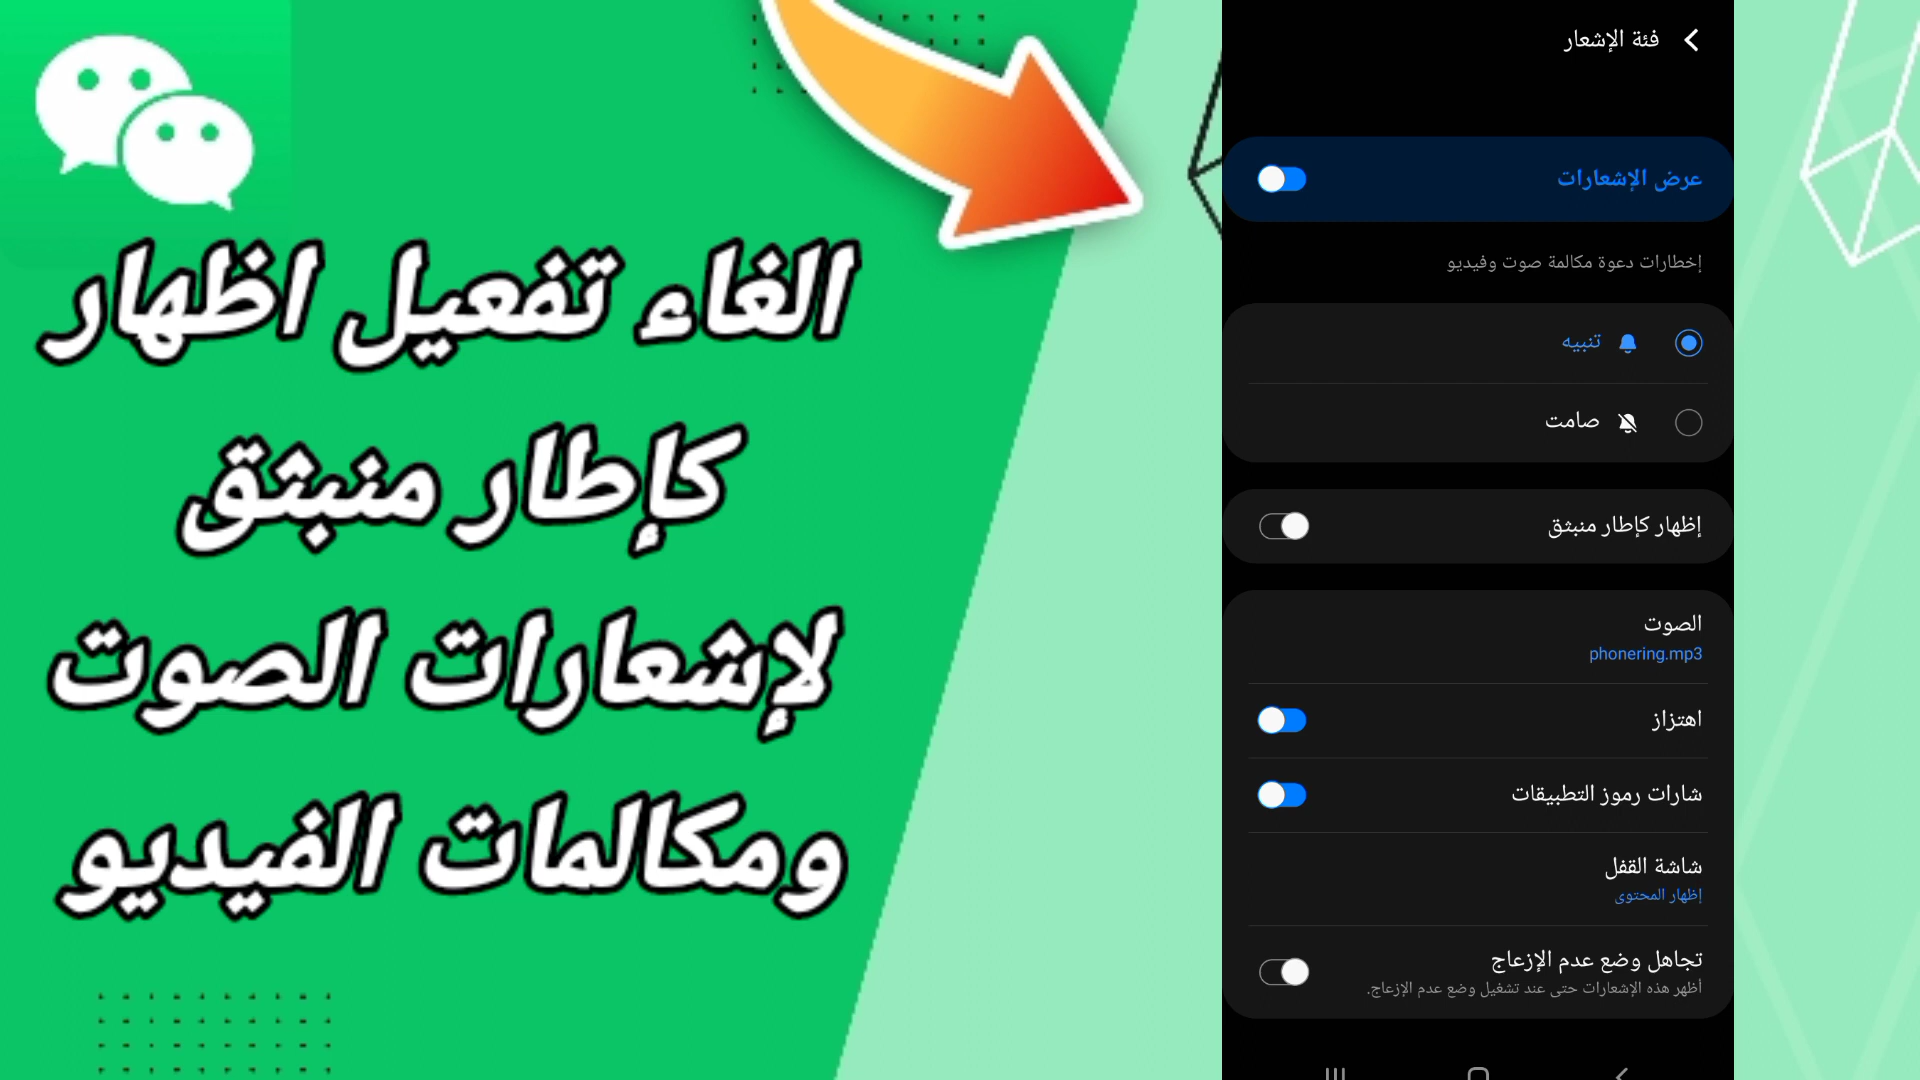 الغاء تفعيل اظهار
كإطار منبثق
لإشعارات الصوت
ومكالمات الفيديو
فئة الإشعار
عرض الإشعارات
إخطارات دعوة مكالمة صوت وفيديو
تنبيه
صامت
إظهار كإطار منبثق
الصوت
phonering.mp3
اهتزاز
شارات رموز التطبيقات
شاشة القفل
إظهار المحتوى
تجاهل وضع عدم الإزعاج
أظهر هذه الإشعارات حتى عند تشغيل وضع عدم الإزعاج.